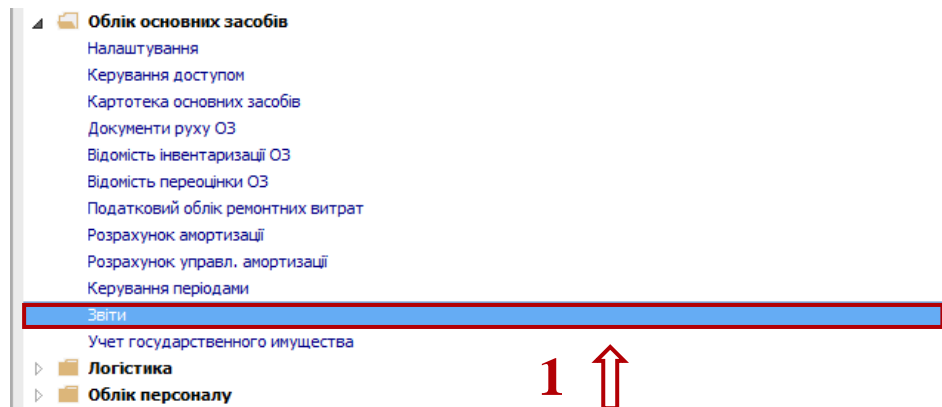 Облік основних засобів
Налаштування
Керування доступом
Картотека основних засобів
Документи руху ОЗ
Відомість інвентаризації ОЗ
Відомість переоцінки ОЗ
Податковий облік ремонтних витрат
Розрахунок амортизації
Розрахунок управл. амортизації
Керування періодами
Звіти
Учет государственного имущества
Логістика
1
Облік персоналу